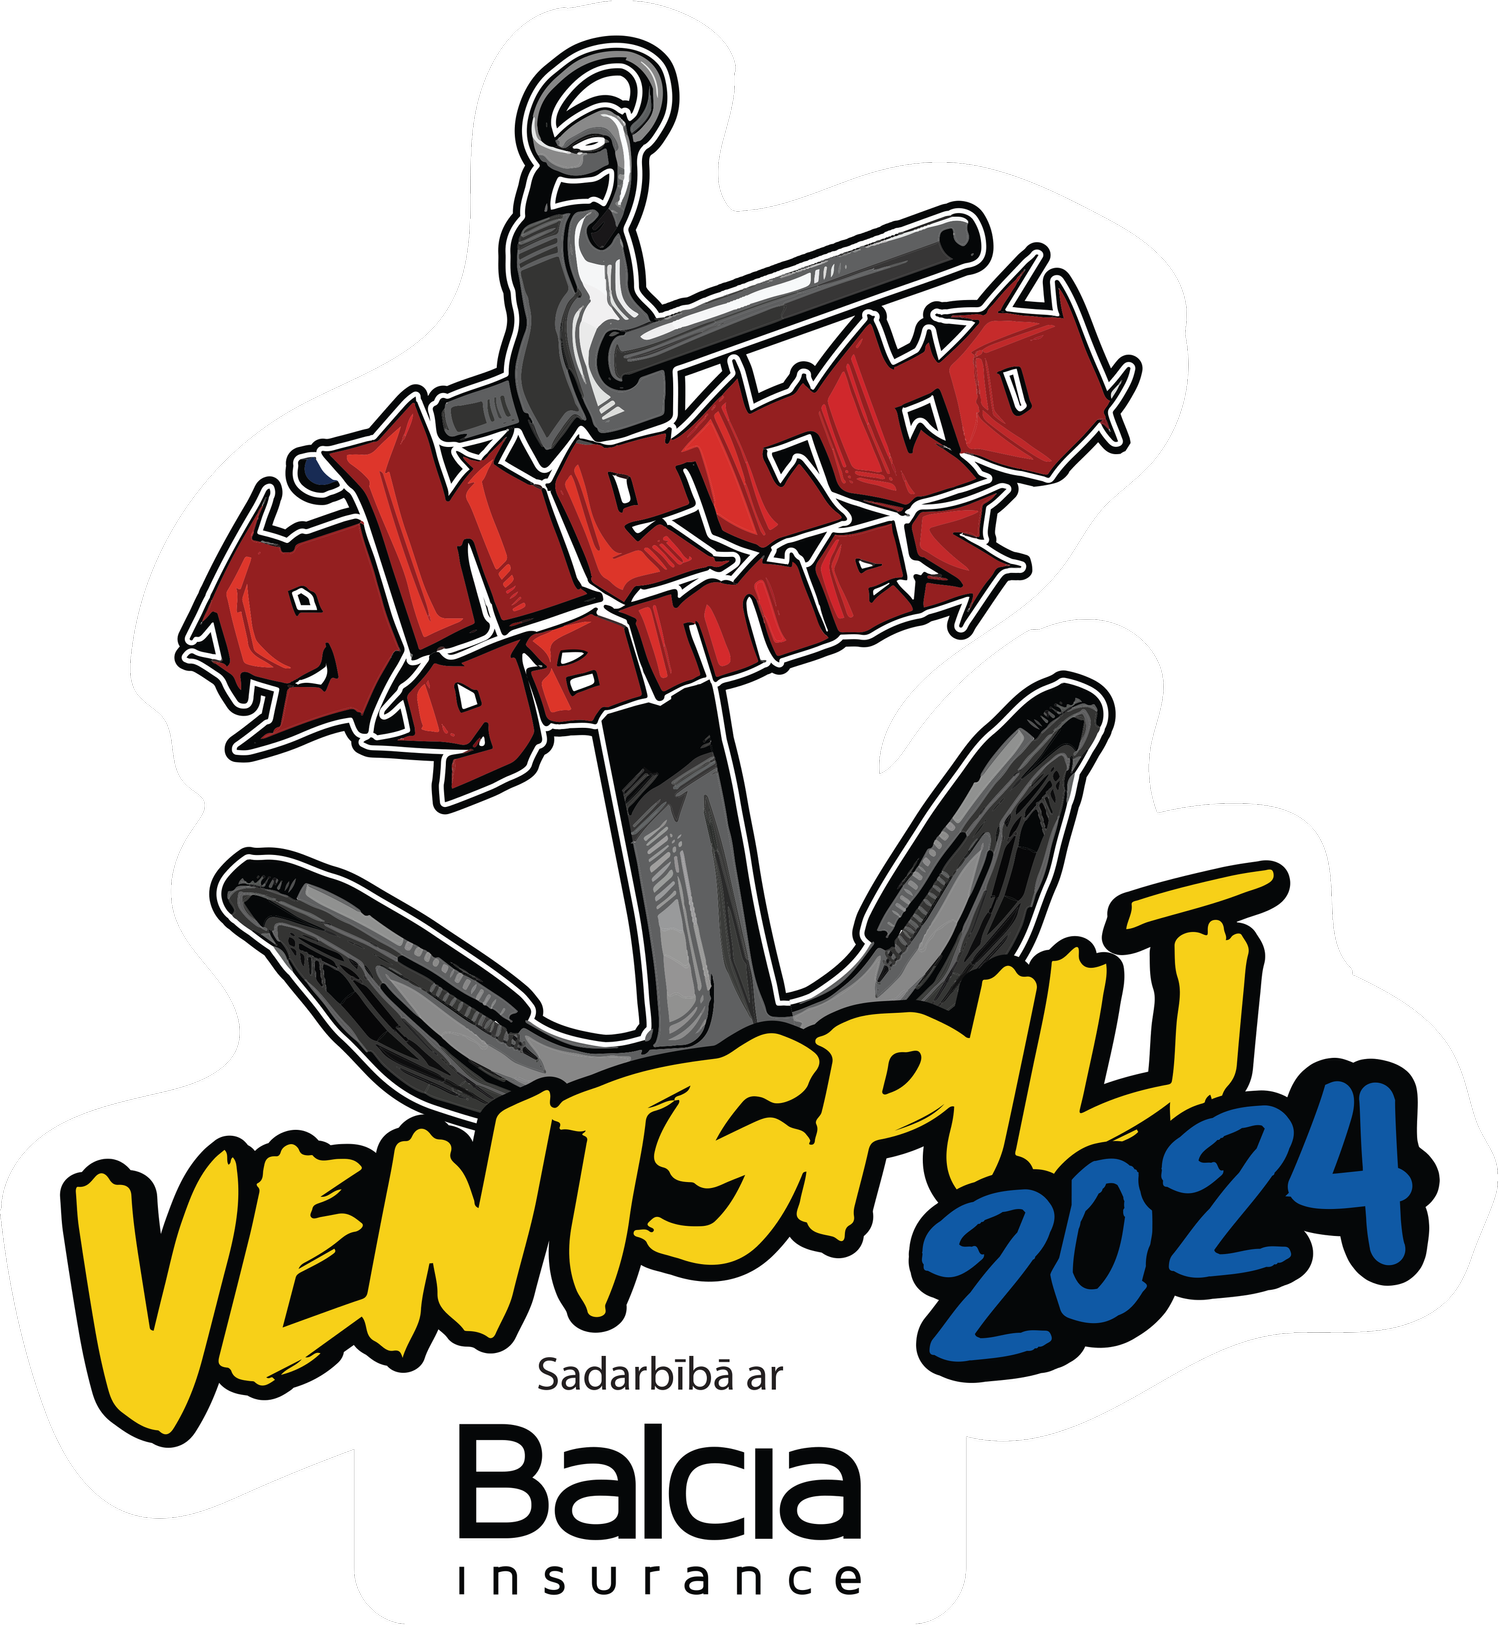 ghetto
games
VENTSPILĪ
2024
Sadarbībā ar
Balcia
insurance